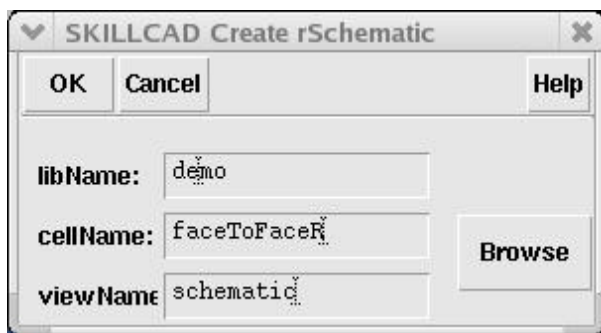 SKILLCAD Create rSchematic
OK Cancel Help
libName: demo
cellName: faceToFaceR
Browse
viewName schematic